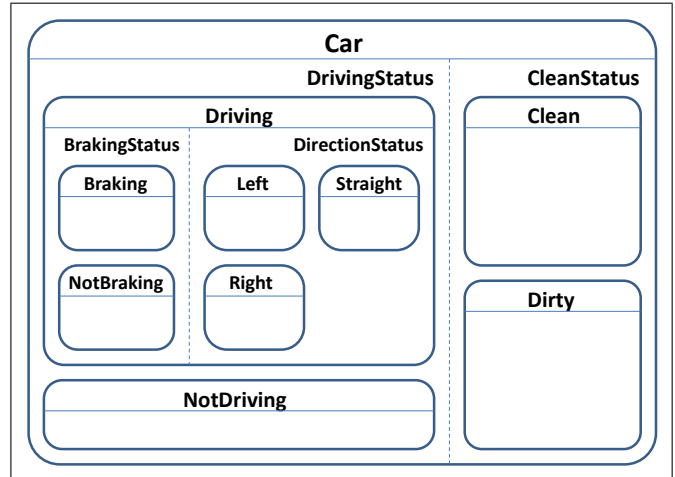 Car
DrivingStatus
CleanStatus
Driving
Clean
BrakingStatus
DirectionStatus
Braking
Left
Straight
NotBraking
Right
Dirty
NotDriving